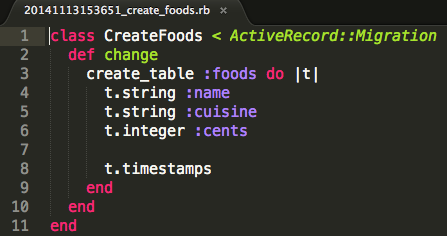 20141113153651_create_foods.rb ×
1 class CreateFoods < ActiveRecord::Migration
2   def change
3     create_table :foods do |t|
4       t.string :name
5       t.string :cuisine
6       t.integer :cents
7
8       t.timestamps
9     end
10   end
11 end